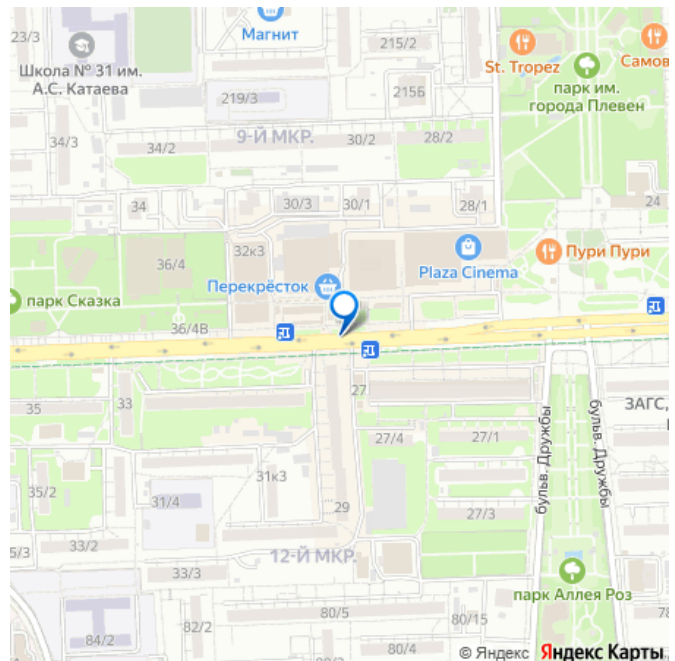 23/3
Магнит
215/2
St. Tropez
Самов
Школа № 31 им.
А.С. Катаева
парк им.
города Плевен
219/3
215б
34/3
9-Й МКР.
34/2
30/2
28/2
34
30/3
30/1
28/1
24
32к3
36/4
Plaza Cinema
Пури Пури
Перекрёсток
парк Сказка
36/4В
27
35
33
бульв. Дружбы
бульв. Дружбы
ЗАГС,
27/4
27/1
31к3
35/2
31/4
29
27/3
5/3
33/2
12-Й МКР.
33/3
парк Аллея Роз
80/5
80/15
78
82/2
84/2
80/3
© Яндекс Яндекс Карты